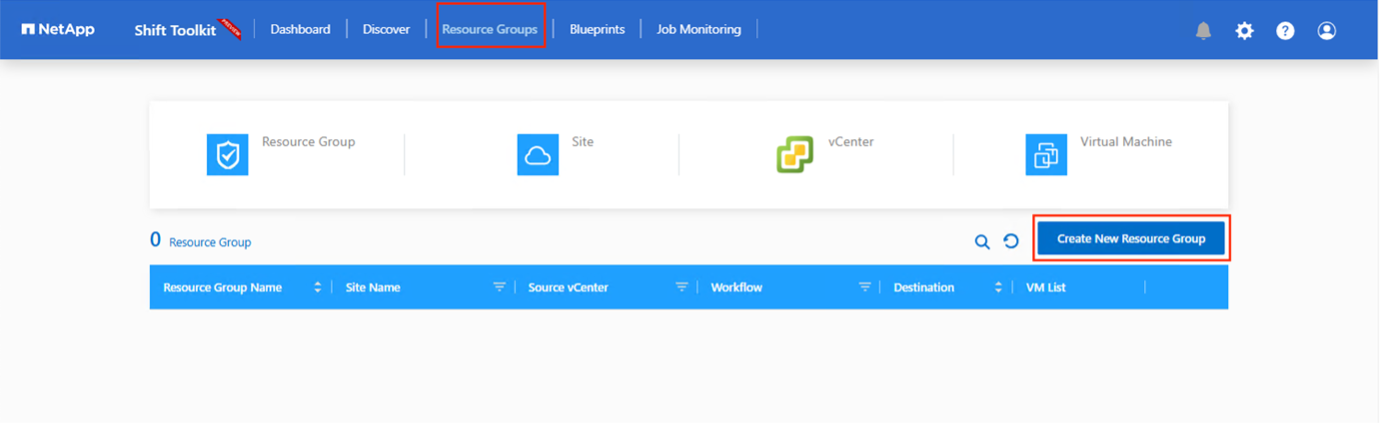 NetApp
Shift Toolkit PREVIEW
Dashboard
Discover
Resource Groups
Blueprints
Job Monitoring
Resource Group
Site
vCenter
Virtual Machine
0 Resource Group
Create New Resource Group
Resource Group Name
Site Name
Source vCenter
Workflow
Destination
VM List